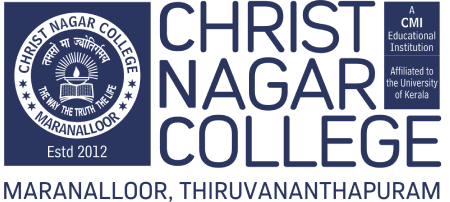 CHRIST NAGAR COLLEGE
तमसो मा ज्योतिर्गमय
THE WAY THE TRUTH THE LIFE
MARANALLOOR
Estd 2012
CHRIST
NAGAR
COLLEGE
A
CMI
Educational
Institution
Affiliated to
the University
of Kerala
MARANALLOOR, THIRUVANANTHAPURAM